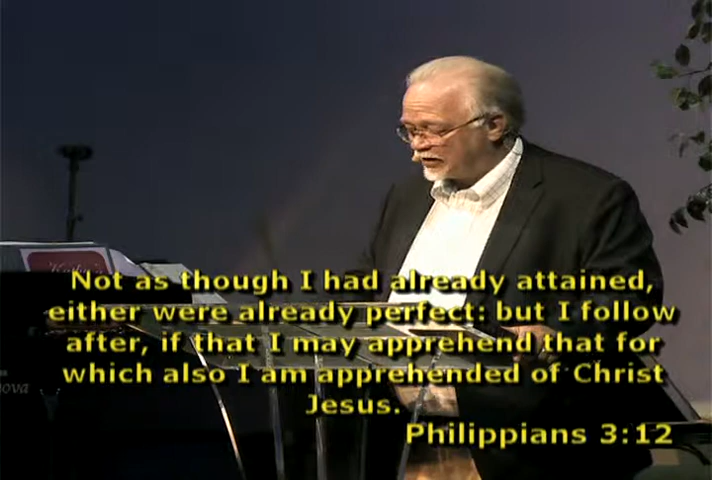 Not as though I had already attained,
either were already perfect: but I follow
after, if that I may apprehend that for
which also I am apprehended of Christ
Jesus.
Philippians 3:12